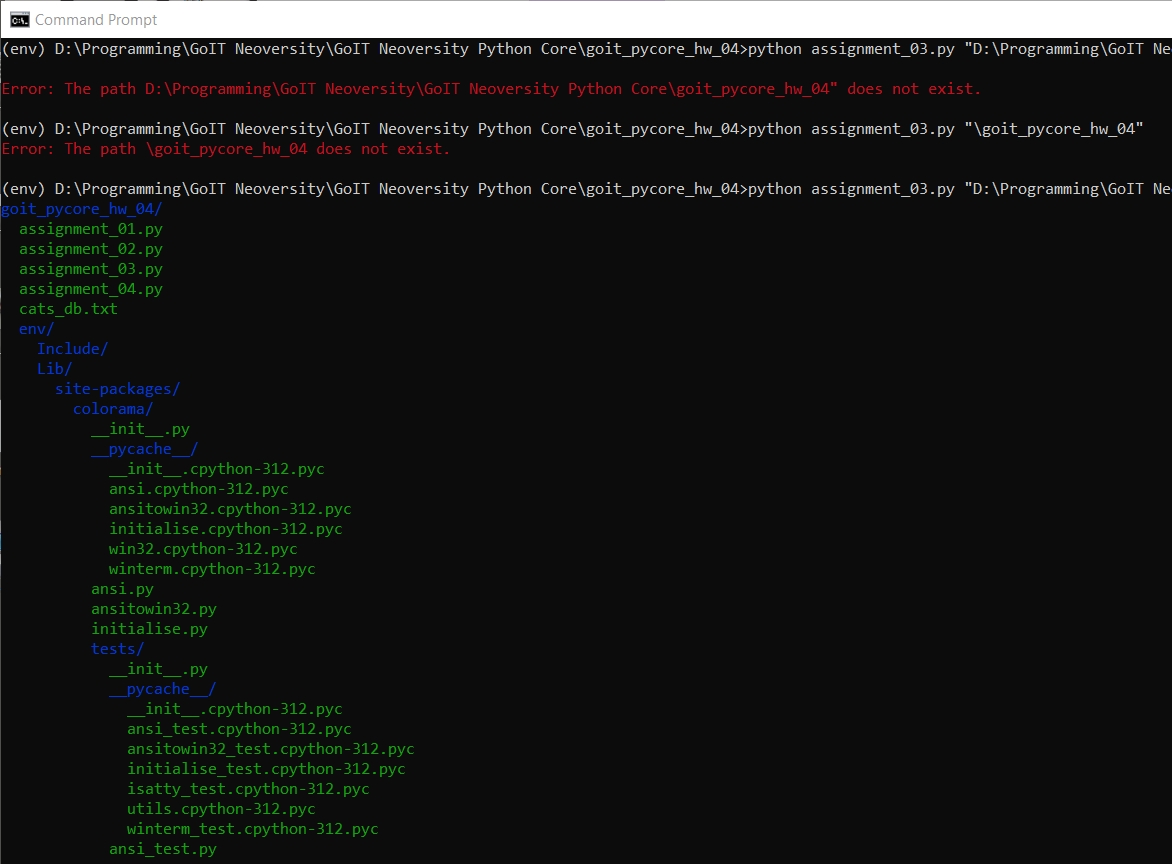 Command Prompt
(env) D:\Programming\GoIT Neoversity\GoIT Neoversity Python Core\goit_pycore_hw_04>python assignment_03.py "D:\Programming\GoIT Ne
Error: The path D:\Programming\GoIT Neoversity\GoIT Neoversity Python Core\goit_pycore_hw_04" does not exist.
(env) D:\Programming\GoIT Neoversity\GoIT Neoversity Python Core\goit_pycore_hw_04>python assignment_03.py "\goit_pycore_hw_04"
Error: The path \goit_pycore_hw_04 does not exist.
(env) D:\Programming\GoIT Neoversity\GoIT Neoversity Python Core\goit_pycore_hw_04>python assignment_03.py "D:\Programming\GoIT Ne
goit_pycore_hw_04/
assignment_01.py
assignment_02.py
assignment_03.py
assignment_04.py
cats_db.txt
env/
Include/
Lib/
site-packages/
colorama/
__init__.py
__pycache__/
__init__.cpython-312.pyc
ansi.cpython-312.pyc
ansitowin32.cpython-312.pyc
initialise.cpython-312.pyc
win32.cpython-312.pyc
winterm.cpython-312.pyc
ansi.py
ansitowin32.py
initialise.py
tests/
__init__.py
__pycache__/
__init__.cpython-312.pyc
ansi_test.cpython-312.pyc
ansitowin32_test.cpython-312.pyc
initialise_test.cpython-312.pyc
isatty_test.cpython-312.pyc
utils.cpython-312.pyc
winterm_test.cpython-312.pyc
ansi_test.py